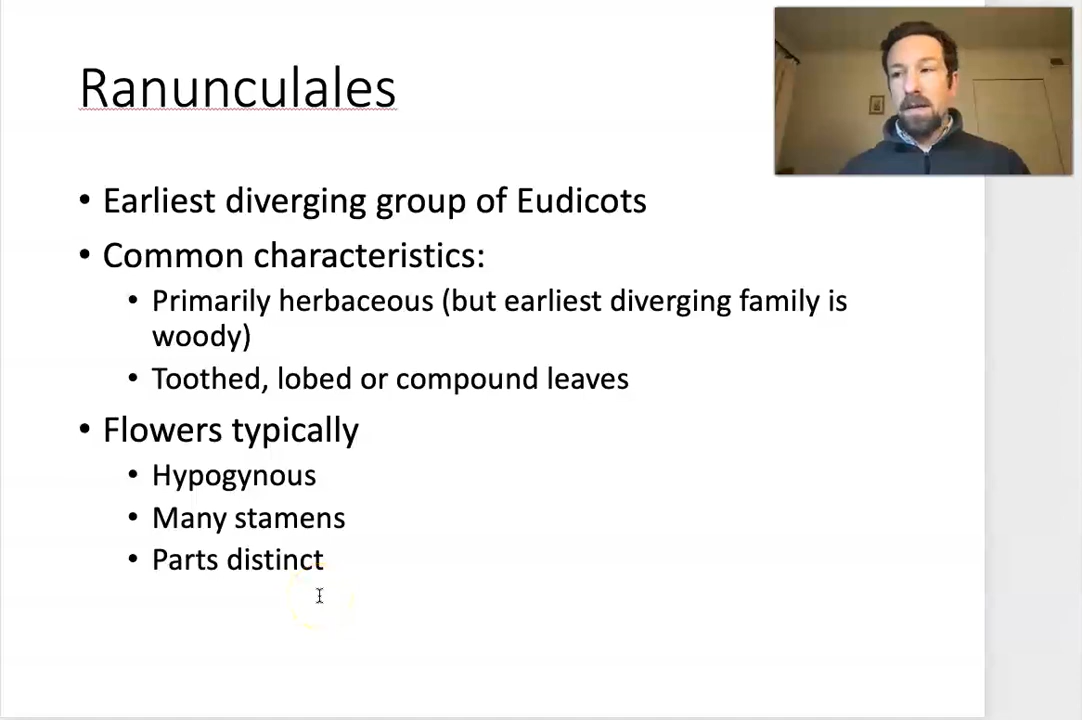 Ranunculales
• Earliest diverging group of Eudicots
• Common characteristics:
• Primarily herbaceous (but earliest diverging family is
woody)
• Toothed, lobed or compound leaves
• Flowers typically
• Hypogynous
• Many stamens
• Parts distinct